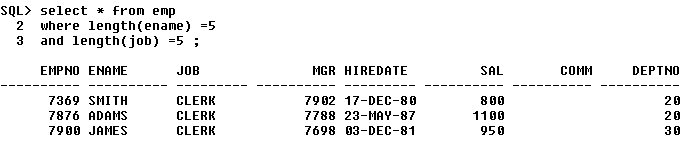 SQL> select * from emp
  2  where length(ename) =5
  3  and length(job) =5 ;
     EMPNO ENAME      JOB              MGR HIREDATE         SAL       COMM     DEPTNO
---------- ---------- --------- ---------- --------- ---------- ---------- ----------
      7369 SMITH      CLERK           7902 17-DEC-80        800                    20
      7876 ADAMS      CLERK           7788 23-MAY-87       1100                    20
      7900 JAMES      CLERK           7698 03-DEC-81        950                    30